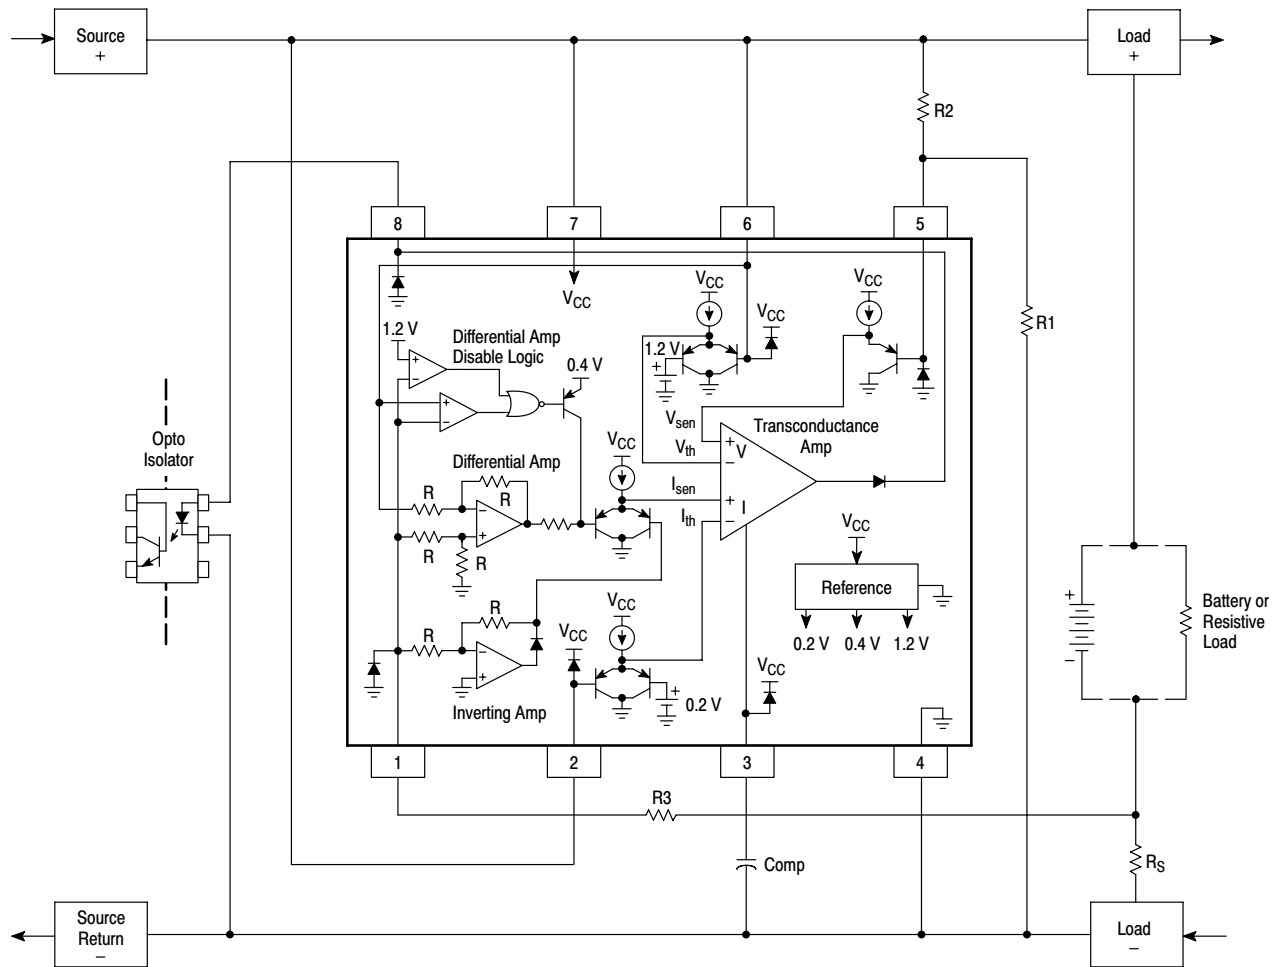 Source
+
Load
+
R2
8
7
6
5
VCC
VCC
VCC
VCC
R1
1.2 V
Differential Amp
Disable Logic
0.4 V
1.2 V
+
+
−
+
−
Opto
Isolator
Vsen
Transconductance
Amp
VCC
Vth
+
V
−
Differential Amp
R
R
−
+
Isen
+
I
Ith
−
R
R
VCC
Reference
0.2 V
0.4 V
1.2 V
+
−
Battery or
Resistive
Load
R
R
−
+
VCC
VCC
VCC
+
0.2 V
Inverting Amp
1
2
3
4
R3
Comp
RS
Source
Return
−
Load
−